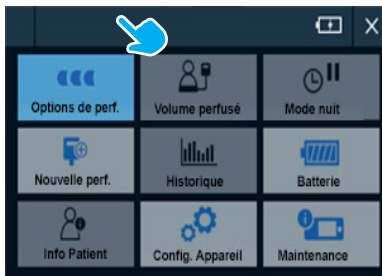 X
Options de perf.
Volume perfusé
Mode nuit
Nouvelle perf.
Historique
Batterie
Info Patient
Config. Appareil
Maintenance